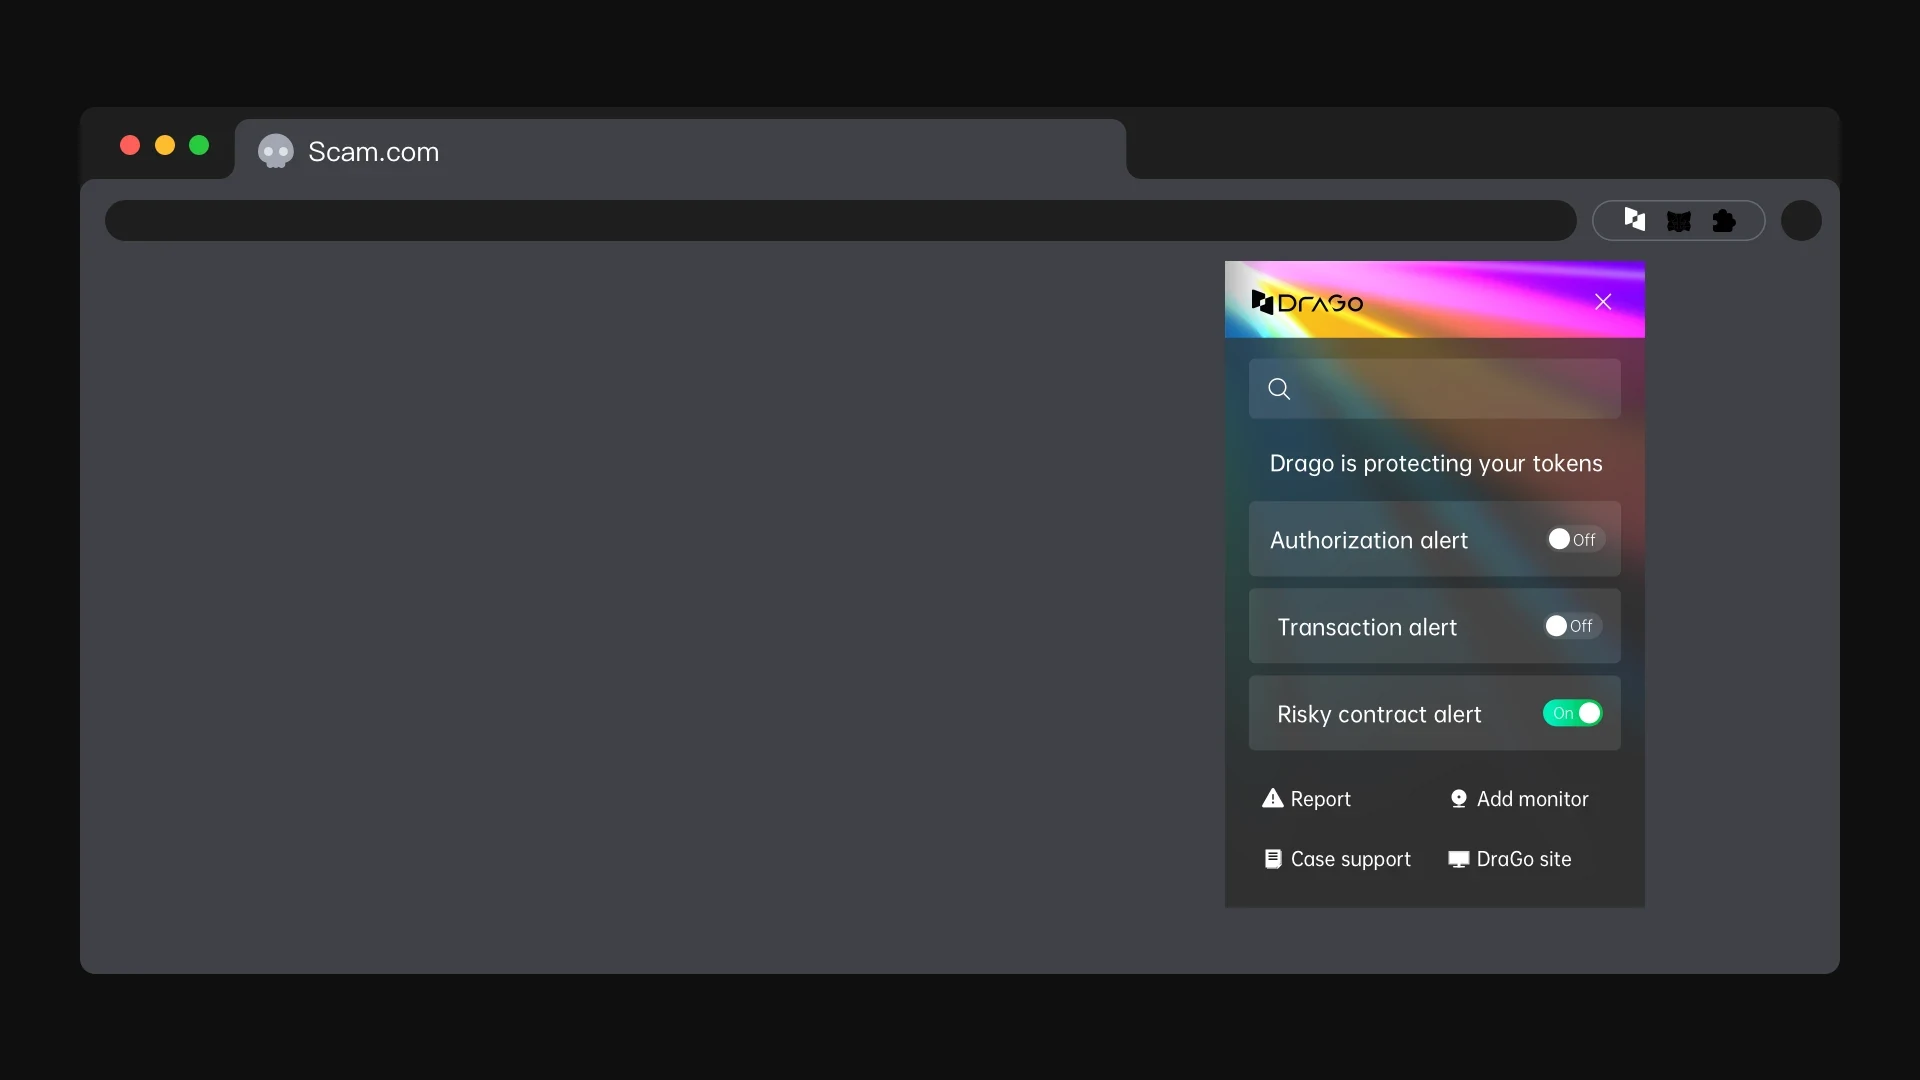 Scam.com
DraGo
Drago is protecting your tokens
Authorization alert
Off
Transaction alert
Off
Risky contract alert
On
Report
Add monitor
Case support
DraGo site